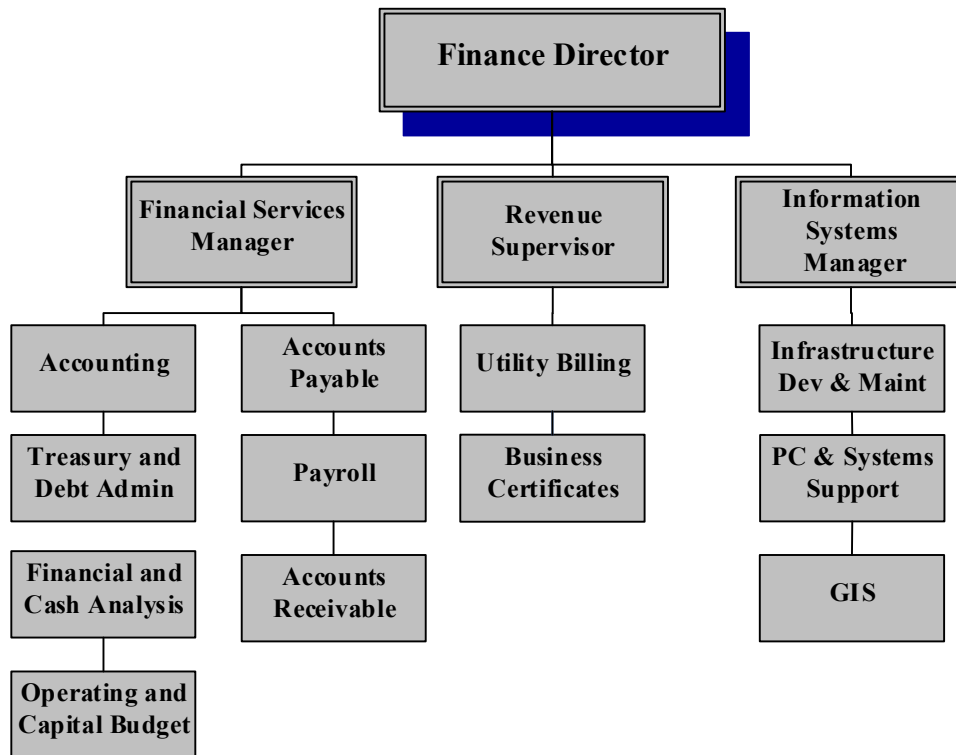 Finance Director
Financial Services
Manager
Revenue
Supervisor
Information
Systems
Manager
Accounting
Accounts
Payable
Utility Billing
Infrastructure
Dev & Maint
Treasury and
Debt Admin
Payroll
Business
Certificates
PC & Systems
Support
Financial and
Cash Analysis
Accounts
Receivable
GIS
Operating and
Capital Budget